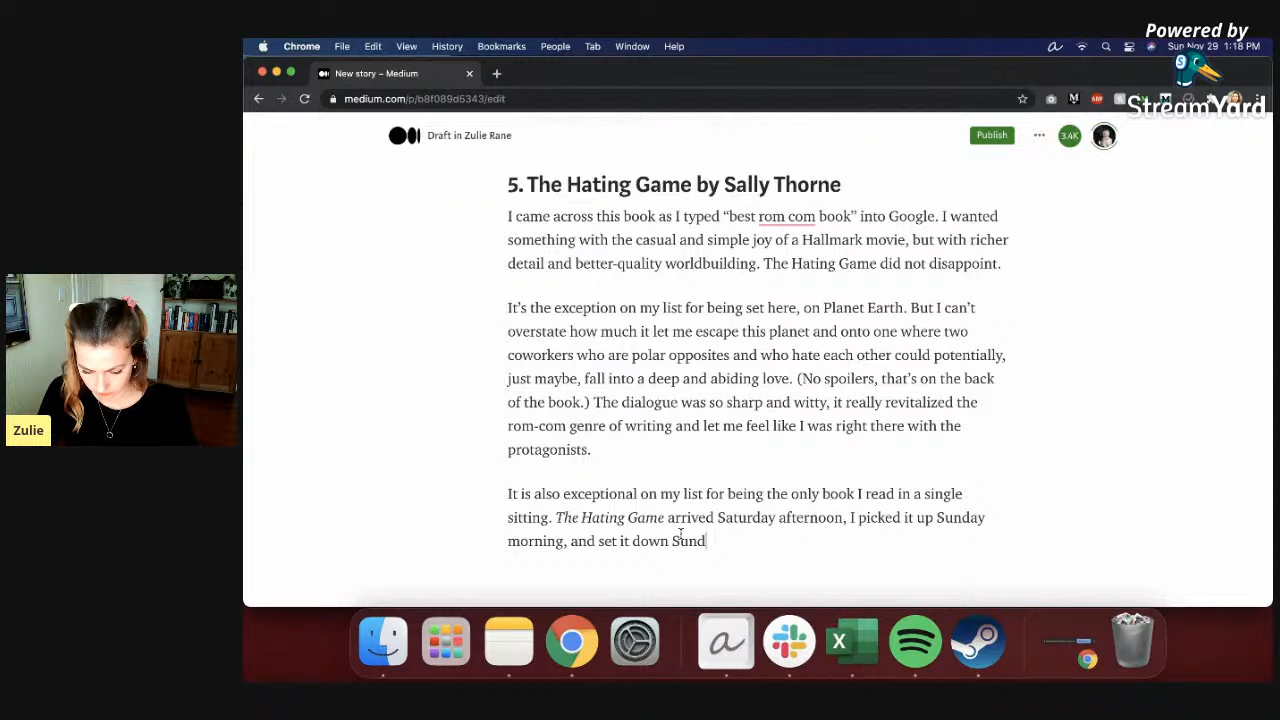 Powered by
StreamYard
Chrome File Edit View History Bookmarks People Tab Window Help
Sun Nov 29 1:18 PM
New story – Medium
medium.com/p/b8f089d6343/edit
ABP
Draft in Zulie Rane
Publish
3.4K
5. The Hating Game by Sally Thorne
I came across this book as I typed “best rom com book” into Google. I wanted
something with the casual and simple joy of a Hallmark movie, but with richer
detail and better-quality worldbuilding. The Hating Game did not disappoint.
It’s the exception on my list for being set here, on Planet Earth. But I can’t
overstate how much it let me escape this planet and onto one where two
coworkers who are polar opposites and who hate each other could potentially,
just maybe, fall into a deep and abiding love. (No spoilers, that’s on the back
of the book.) The dialogue was so sharp and witty, it really revitalized the
rom-com genre of writing and let me feel like I was right there with the
protagonists.
It is also exceptional on my list for being the only book I read in a single
sitting. The Hating Game arrived Saturday afternoon, I picked it up Sunday
morning, and set it down Sund
Zulie